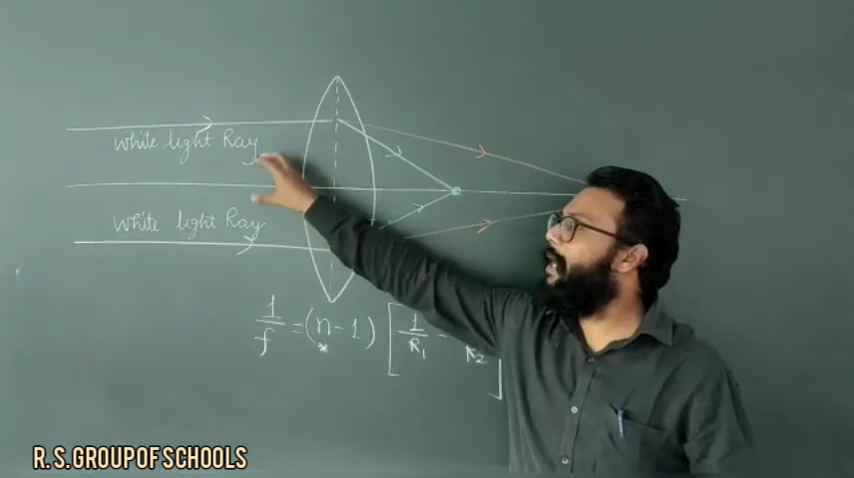 white light Ray
white light Ray
1/f = (n - 1) [1/R1 - R2]
R.S.GROUP OF SCHOOLS